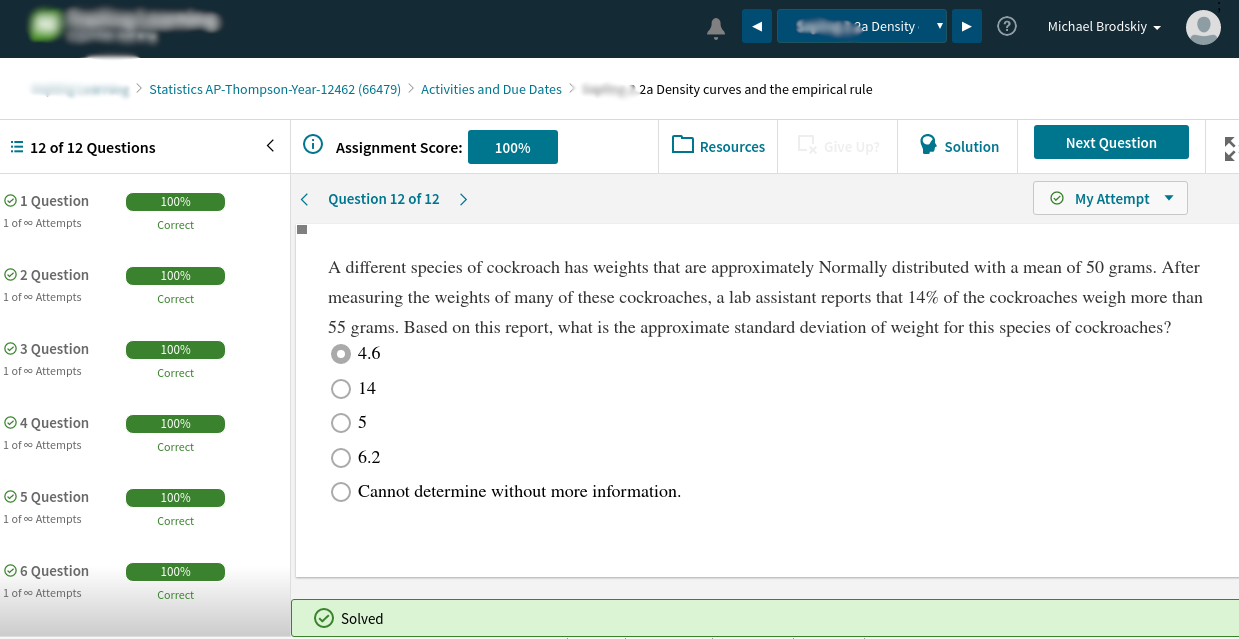 2a Density
Michael Brodskiy
Statistics AP-Thompson-Year-12462 (66479)
Activities and Due Dates
2a Density curves and the empirical rule
12 of 12 Questions
Assignment Score:
100%
Resources
Give Up?
Solution
Next Question
1 Question
100%
1 of ∞ Attempts
Correct
2 Question
100%
1 of ∞ Attempts
Correct
3 Question
100%
1 of ∞ Attempts
Correct
4 Question
100%
1 of ∞ Attempts
Correct
5 Question
100%
1 of ∞ Attempts
Correct
6 Question
100%
1 of ∞ Attempts
Correct
Question 12 of 12
My Attempt
A different species of cockroach has weights that are approximately Normally distributed with a mean of 50 grams. After
measuring the weights of many of these cockroaches, a lab assistant reports that 14% of the cockroaches weigh more than
55 grams. Based on this report, what is the approximate standard deviation of weight for this species of cockroaches?
4.6
14
5
6.2
Cannot determine without more information.
Solved